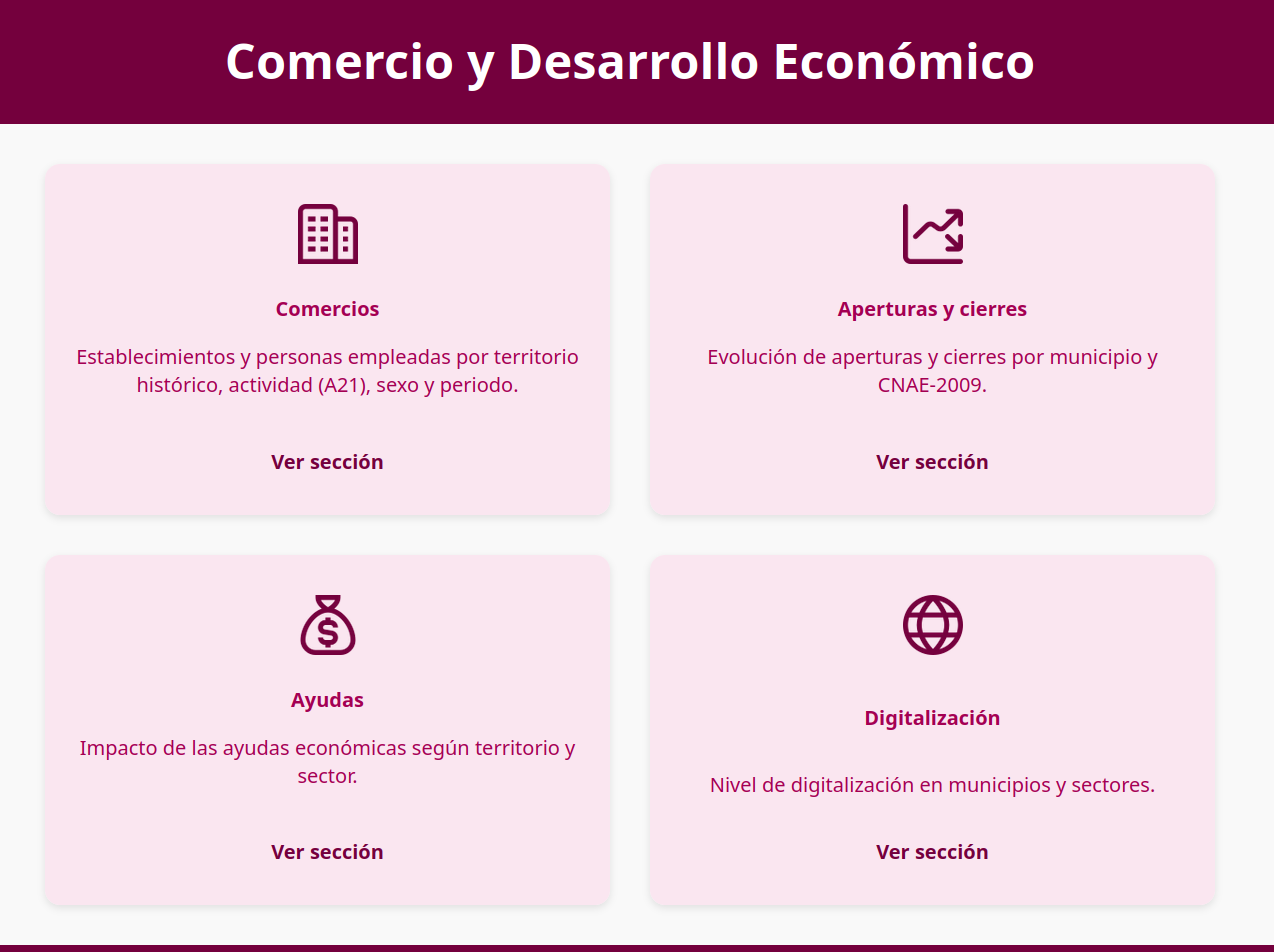 Comercio y Desarrollo Económico
Comercios
Establecimientos y personas empleadas por territorio
histórico, actividad (A21), sexo y periodo.
Ver sección
Aperturas y cierres
Evolución de aperturas y cierres por municipio y
CNAE-2009.
Ver sección
Ayudas
Impacto de las ayudas económicas según territorio y
sector.
Ver sección
Digitalización
Nivel de digitalización en municipios y sectores.
Ver sección